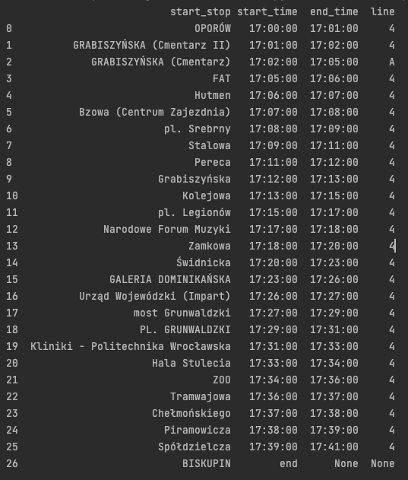 start_stop start_time end_time line
0 OPORÓW 17:00:00 17:01:00 4
1 GRABISZYŃSKA (Cmentarz II) 17:01:00 17:02:00 4
2 GRABISZYŃSKA (Cmentarz) 17:02:00 17:05:00 A
3 FAT 17:05:00 17:06:00 4
4 Hutmen 17:06:00 17:07:00 4
5 Bzowa (Centrum Zajezdnia) 17:07:00 17:08:00 4
6 pl. Srebrny 17:08:00 17:09:00 4
7 Stalowa 17:09:00 17:11:00 4
8 Pereca 17:11:00 17:12:00 4
9 Grabiszyńska 17:12:00 17:13:00 4
10 Kolejowa 17:13:00 17:15:00 4
11 pl. Legionów 17:15:00 17:17:00 4
12 Narodowe Forum Muzyki 17:17:00 17:18:00 4
13 Zamkowa 17:18:00 17:20:00 4
14 Świdnicka 17:20:00 17:23:00 4
15 GALERIA DOMINIKAŃSKA 17:23:00 17:26:00 4
16 Urząd Wojewódzki (Impart) 17:26:00 17:27:00 4
17 most Grunwaldzki 17:27:00 17:29:00 4
18 PL. GRUNWALDZKI 17:29:00 17:31:00 4
19 Kliniki - Politechnika Wrocławska 17:31:00 17:33:00 4
20 Hala Stulecia 17:33:00 17:34:00 4
21 ZOO 17:34:00 17:36:00 4
22 Tramwajowa 17:36:00 17:37:00 4
23 Chełmońskiego 17:37:00 17:38:00 4
24 Piramowicza 17:38:00 17:39:00 4
25 Spółdzielcza 17:39:00 17:41:00 4
26 BISKUPIN end None None